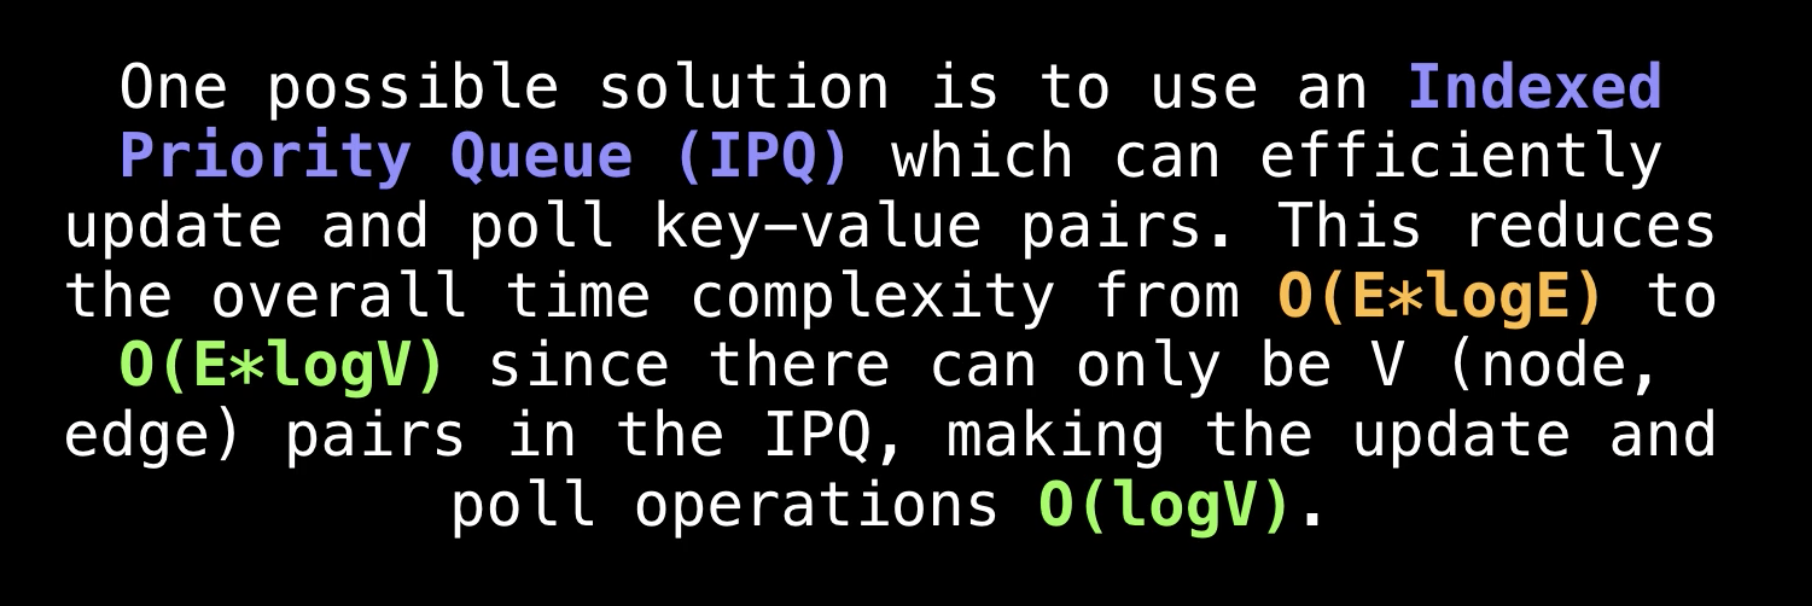 One possible solution is to use an Indexed
Priority Queue (IPQ) which can efficiently
update and poll key-value pairs. This reduces
the overall time complexity from O(E*logE) to
O(E*logV) since there can only be V (node,
edge) pairs in the IPQ, making the update and
poll operations O(logV).